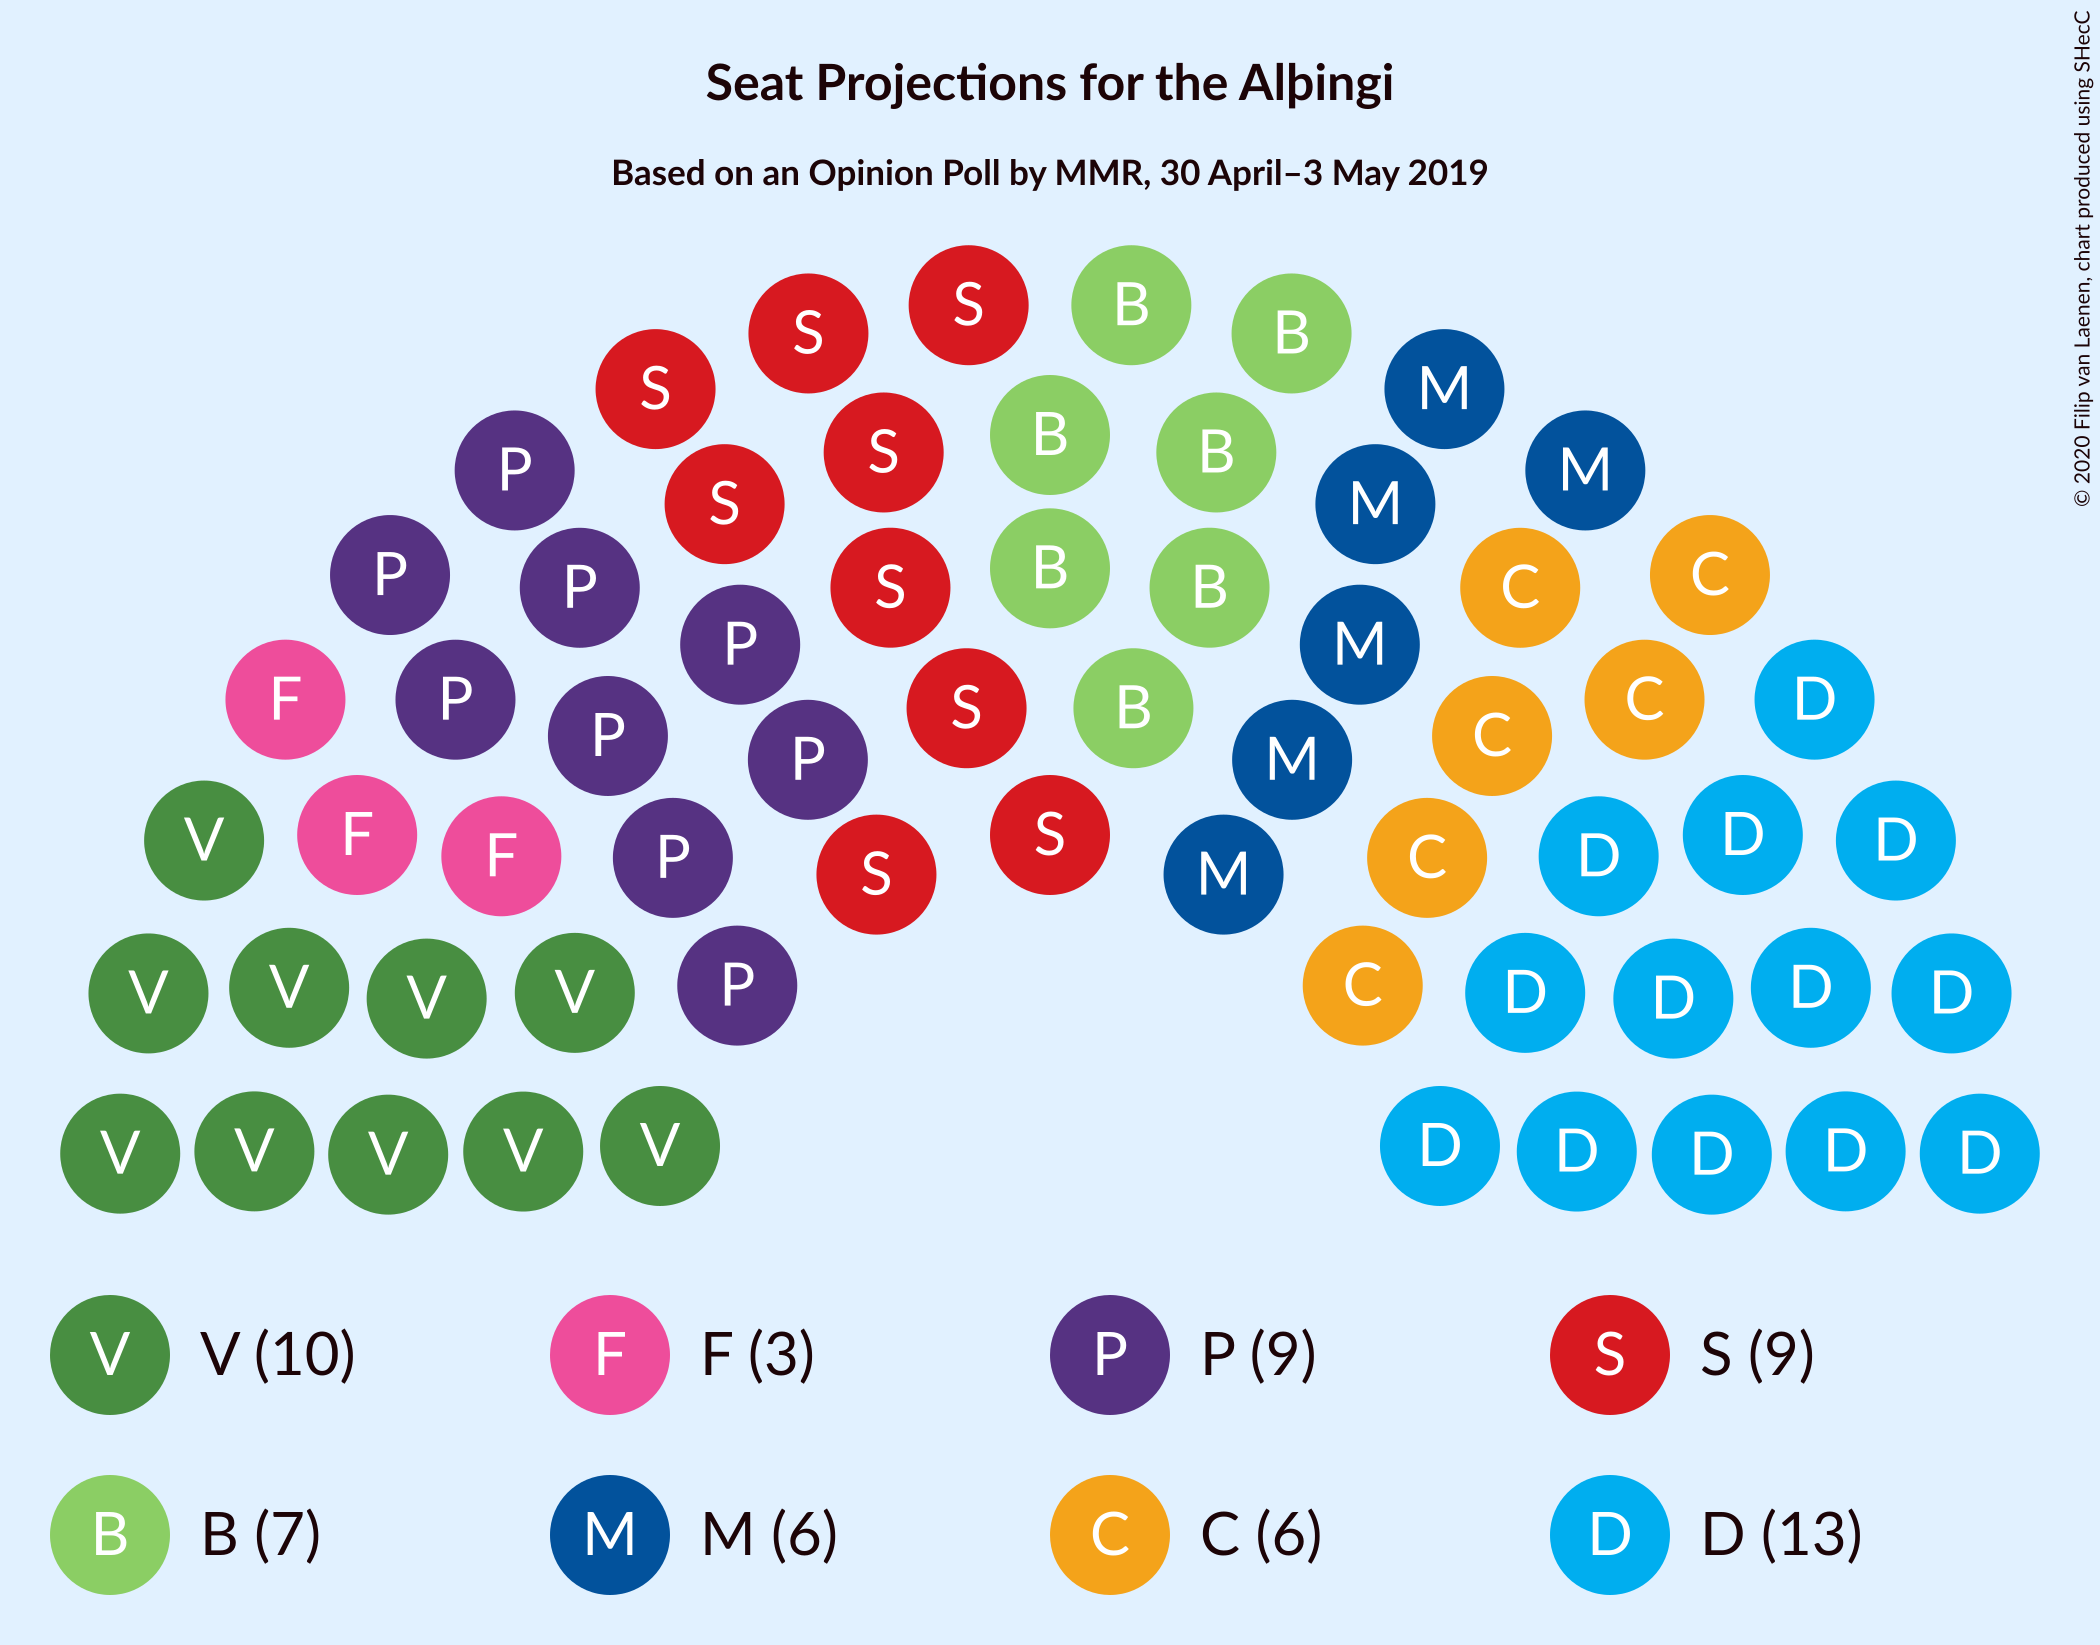 Seat Projections for the Alþingi
Based on an Opinion Poll by MMR, 30 April–3 May 2019
© 2020 Filip van Laenen, chart produced using SHecC
S B
S B
S M
S B B
P M
S M
P S B B C C
P P M
F P S B C D
P C
P M
V F F P S S M C D D D
V V V V P C D D D D
V V V V V D D D D D
V V (10) F F (3) P P (9) S S (9)
B B (7) M M (6) C C (6) D D (13)